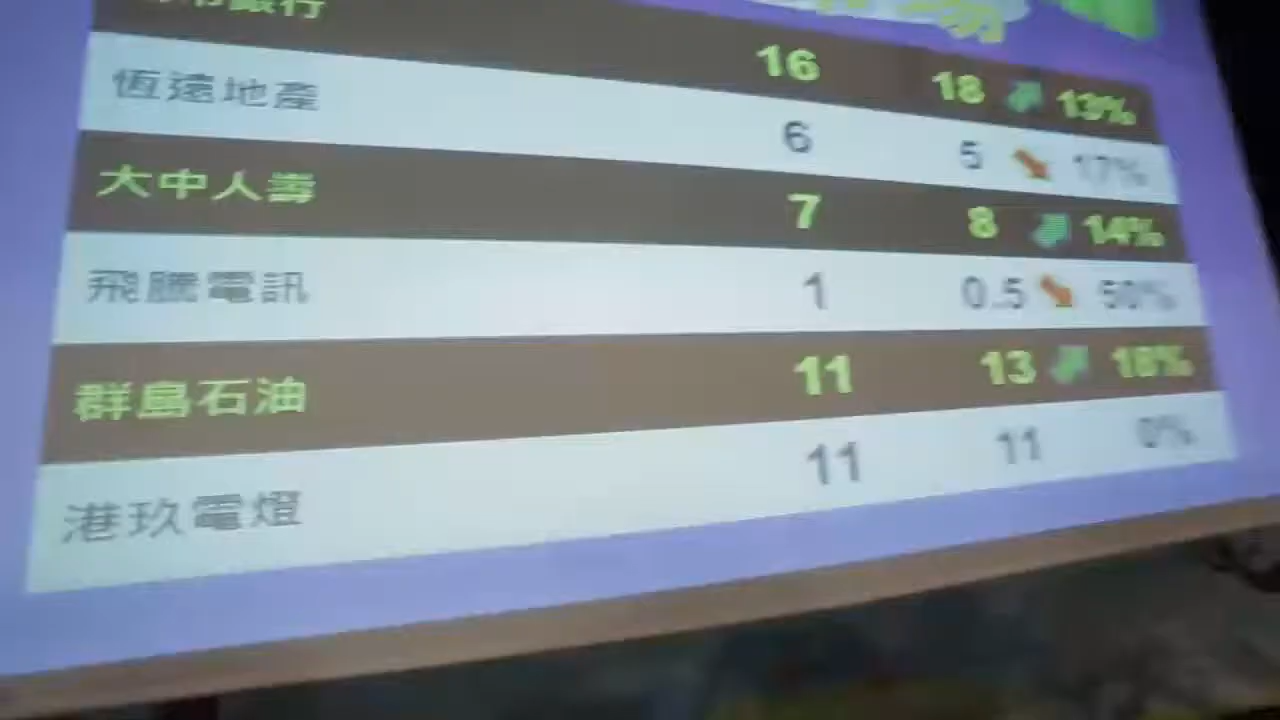 銀行 16 18 13%
恆遠地產 6 5 17%
大中人壽 7 8 14%
飛騰電訊 1 0.5 50%
群島石油 11 13 18%
港玖電燈 11 11 0%